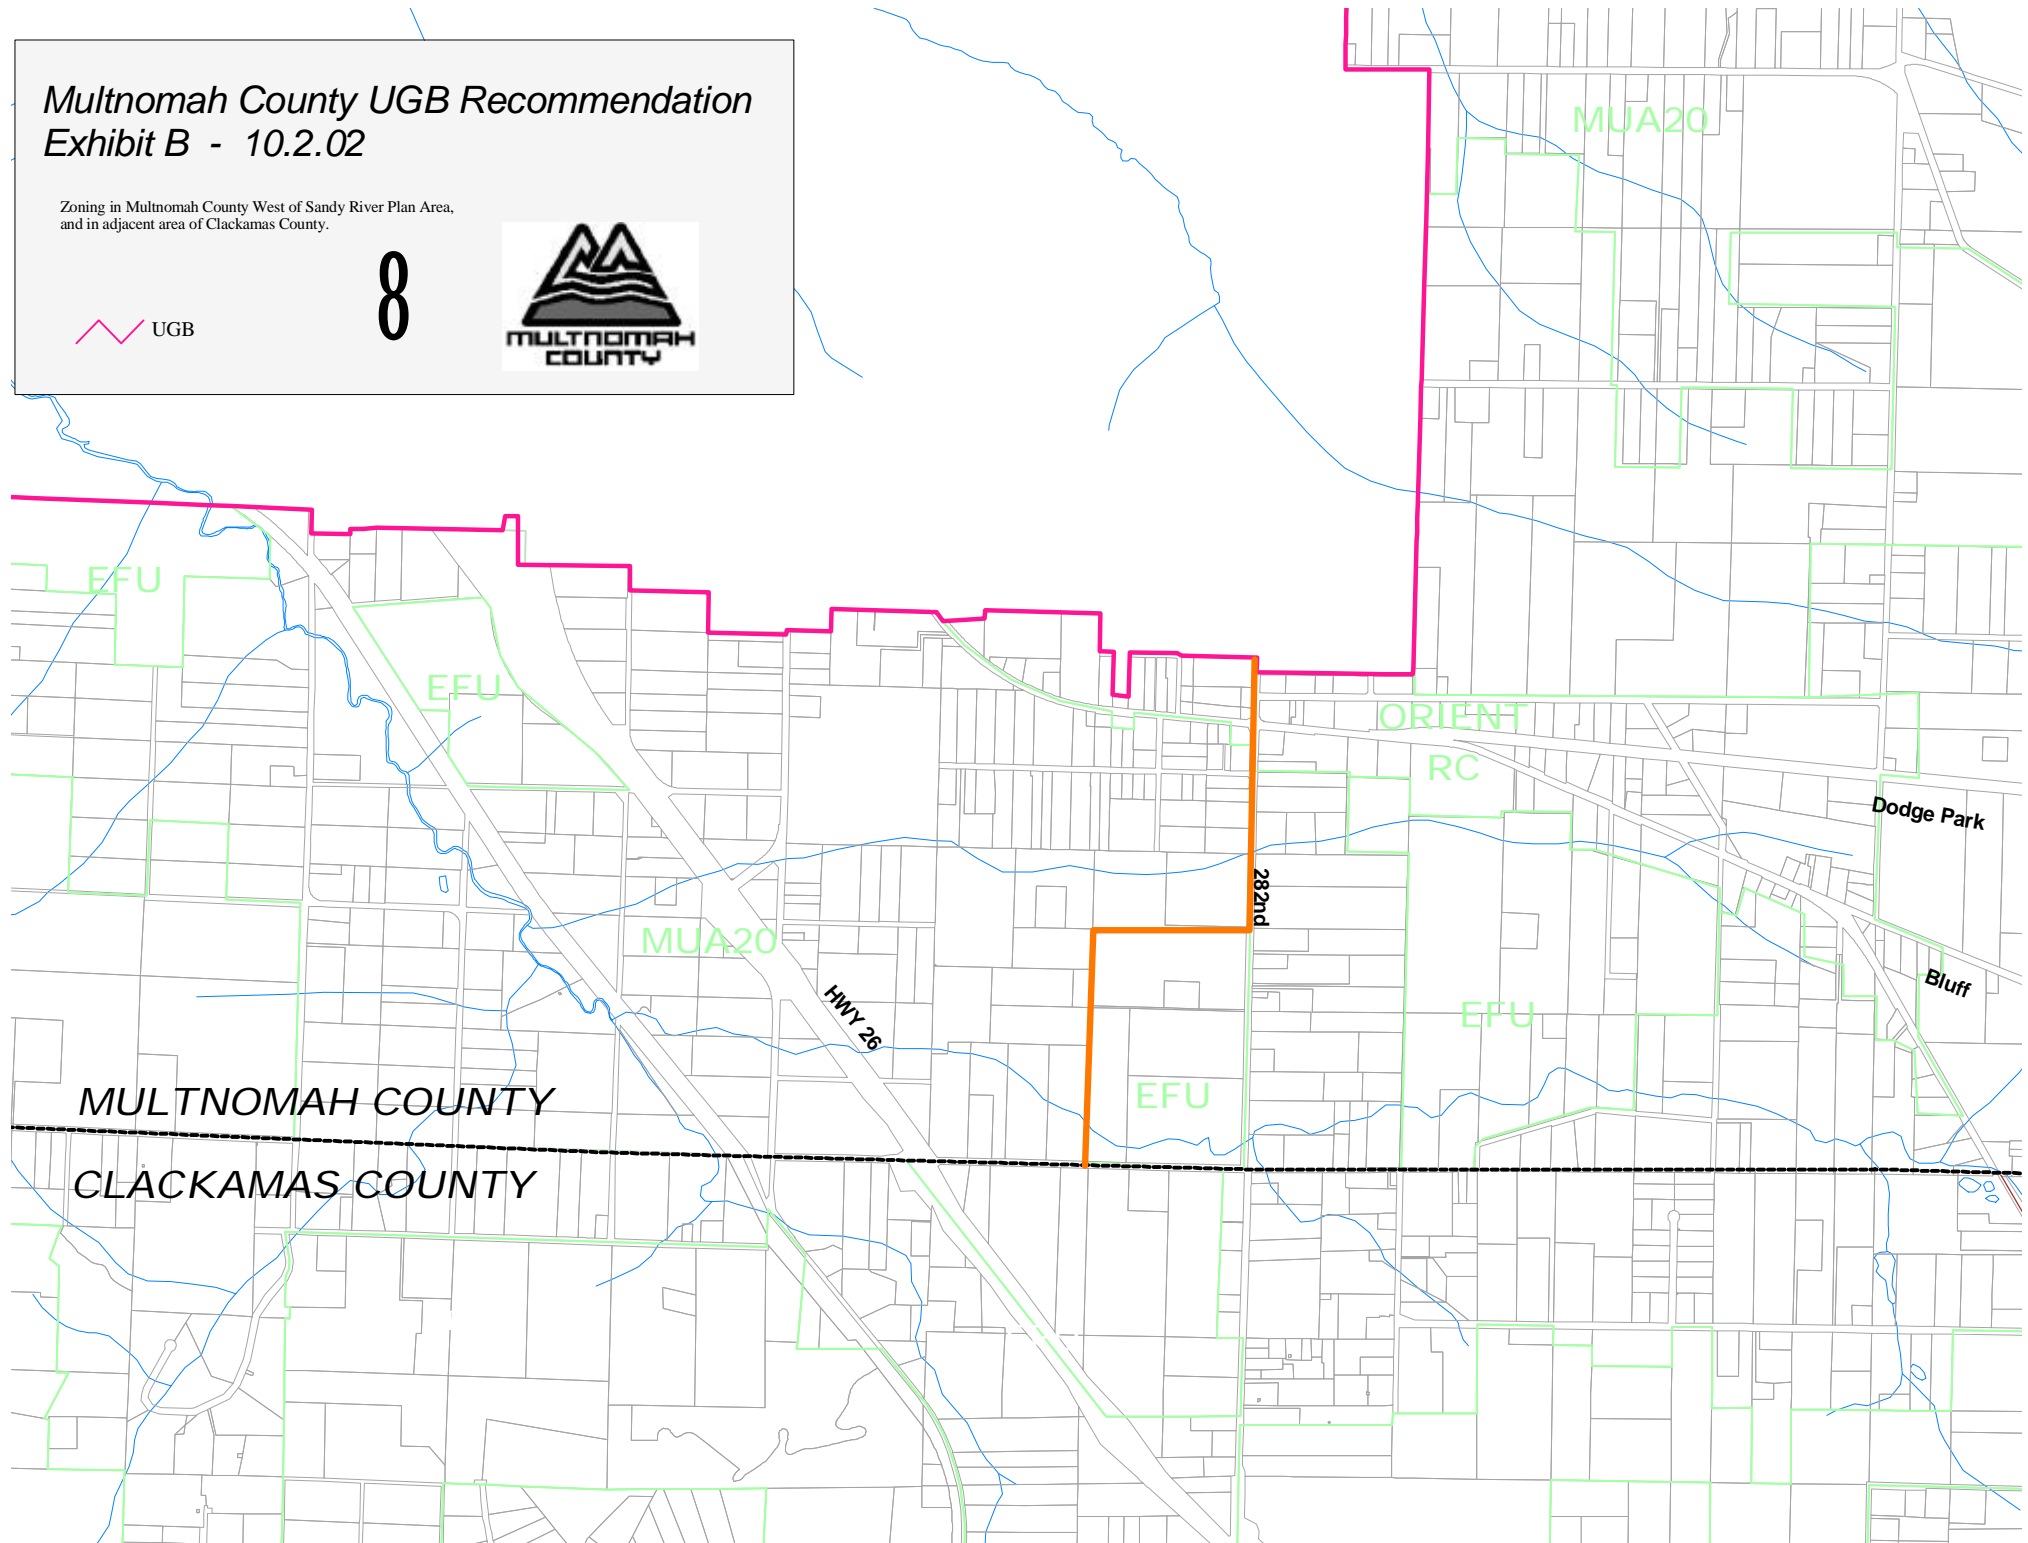 Multnomah County UGB Recommendation
Exhibit B - 10.2.02
Zoning in Multnomah County West of Sandy River Plan Area,
and in adjacent area of Clackamas County.
8
UGB
MULTNOMAH
COUNTY
MUA20
EFU
EFU
ORIENT
RC
Dodge Park
282nd
MUA20
Bluff
HWY 26
EFU
EFU
MULTNOMAH COUNTY
CLACKAMAS COUNTY